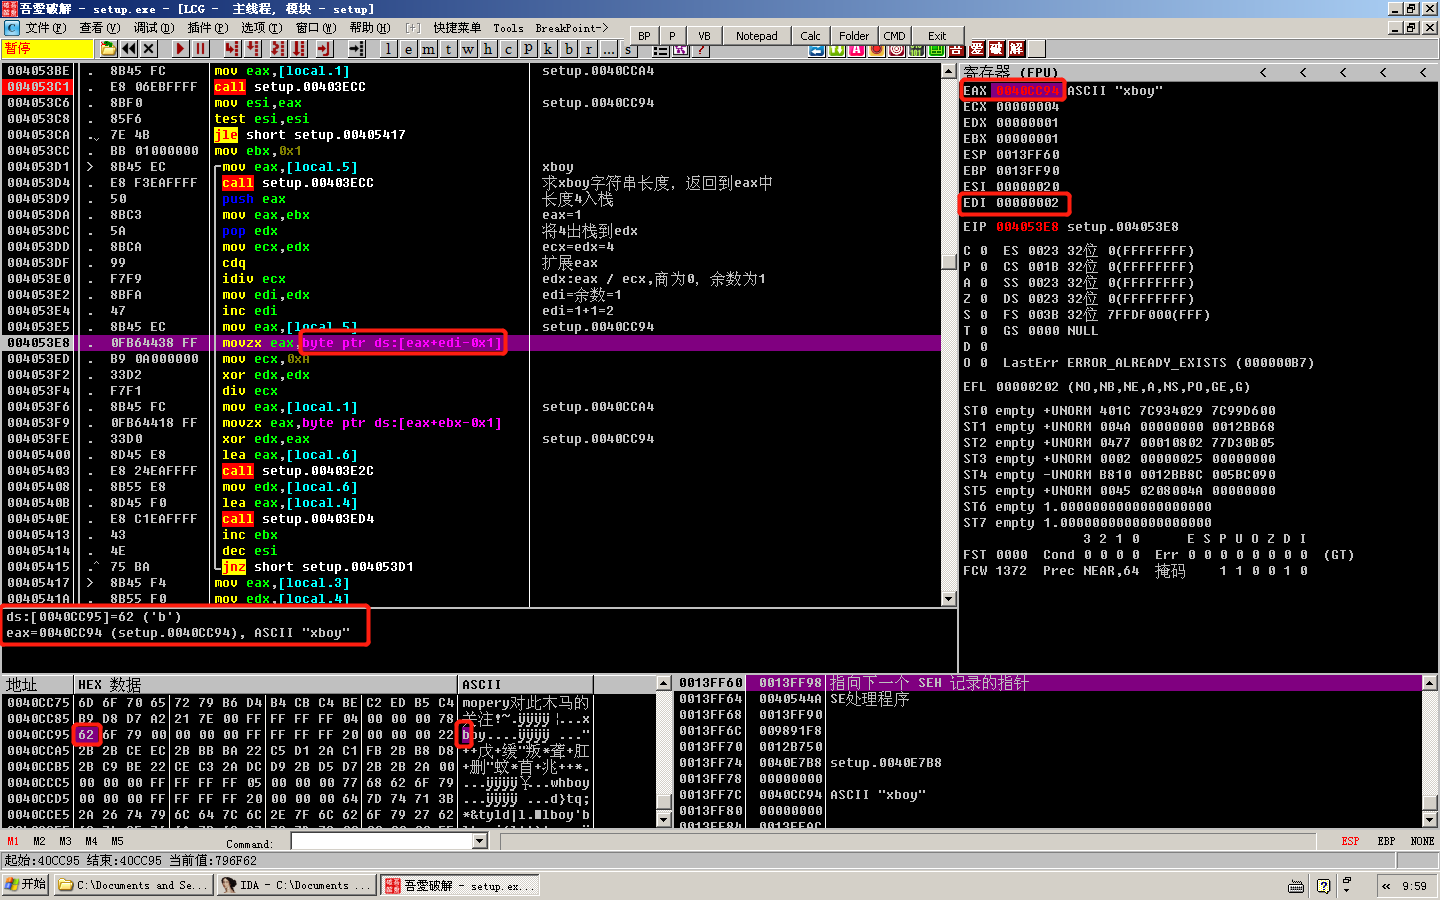 吾爱破解 - setup.exe - [LCG - 主线程, 模块 - setup]
文件(F) 查看(V) 调试(D) 插件(P) 选项(T) 窗口(W) 帮助(H) [+] 快捷菜单 Tools BreakPoint->
BP P VB Notepad Calc Folder CMD Exit
暂停 l e m t w h c p k b r ... s
004053BE . 8B45 FC mov eax,[local.1] setup.0040CCA4
004053C1 . E8 06EBFFFF call setup.00403ECC
004053C6 . 8BF0 mov esi,eax setup.0040CC94
004053C8 . 85F6 test esi,esi
004053CA . 7E 4B jle short setup.00405417
004053CC . BB 01000000 mov ebx,0x1
004053D1 > 8B45 EC mov eax,[local.5] xboy
004053D4 . E8 F3EAFFFF call setup.00403ECC 求xboy字符串长度, 返回到eax中
004053D9 . 50 push eax 长度4入栈
004053DA . 8BC3 mov eax,ebx eax=1
004053DC . 5A pop edx 将4出栈到edx
004053DD . 8BCA mov ecx,edx ecx=edx=4
004053DF . 99 cdq 扩展eax
004053E0 . F7F9 idiv ecx edx:eax / ecx,商为0, 余数为1
004053E2 . 8BFA mov edi,edx edi=余数=1
004053E4 . 47 inc edi edi=1+1=2
004053E5 . 8B45 EC mov eax,[local.5] setup.0040CC94
004053E8 . 0FB64438 FF movzx eax,byte ptr ds:[eax+edi-0x1]
004053ED . B9 0A000000 mov ecx,0xA
004053F2 . 33D2 xor edx,edx
004053F4 . F7F1 div ecx
004053F6 . 8B45 FC mov eax,[local.1] setup.0040CCA4
004053F9 . 0FB64418 FF movzx eax,byte ptr ds:[eax+ebx-0x1]
004053FE . 33D0 xor edx,eax setup.0040CC94
00405400 . 8D45 E8 lea eax,[local.6]
00405403 . E8 24EAFFFF call setup.00403E2C
00405408 . 8B55 E8 mov edx,[local.6]
0040540B . 8D45 F0 lea eax,[local.4]
0040540E . E8 C1EAFFFF call setup.00403ED4
00405413 . 43 inc ebx
00405414 . 4E dec esi
00405415 .^ 75 BA jnz short setup.004053D1
00405417 > 8B45 F4 mov eax,[local.3]
0040541A . 8B55 F0 mov edx,[local.4]
ds:[0040CC95]=62 ('b')
eax=0040CC94 (setup.0040CC94), ASCII "xboy"
寄存器 (FPU) < < < < <
EAX 0040CC94 ASCII "xboy"
ECX 00000004
EDX 00000001
EBX 00000001
ESP 0013FF60
EBP 0013FF90
ESI 00000020
EDI 00000002
EIP 004053E8 setup.004053E8
C 0 ES 0023 32位 0(FFFFFFFF)
P 0 CS 001B 32位 0(FFFFFFFF)
A 0 SS 0023 32位 0(FFFFFFFF)
Z 0 DS 0023 32位 0(FFFFFFFF)
S 0 FS 003B 32位 7FFDF000(FFF)
T 0 GS 0000 NULL
D 0
O 0 LastErr ERROR_ALREADY_EXISTS (000000B7)
EFL 00000202 (NO,NB,NE,A,NS,PO,GE,G)
ST0 empty +UNORM 401C 7C934029 7C99D600
ST1 empty +UNORM 004A 00000000 0012BB68
ST2 empty +UNORM 0477 00010802 77D30B05
ST3 empty +UNORM 0002 00000025 00000000
ST4 empty -UNORM B810 0012BB8C 005BC090
ST5 empty +UNORM 0045 0208004A 00000000
ST6 empty 1.0000000000000000000
ST7 empty 1.0000000000000000000
3 2 1 0 E S P U O Z D I
FST 0000 Cond 0 0 0 0 Err 0 0 0 0 0 0 0 0 (GT)
FCW 1372 Prec NEAR,64 掩码 1 1 0 0 1 0
地址 HEX 数据 ASCII
0040CC75 6D 6F 70 65 72 79 B6 D4 B4 CB C4 BE C2 ED B5 C4 mopery对此木马的
0040CC85 B9 D8 D7 A2 21 7E 00 FF FF FF FF 04 00 00 00 78 关注!~.ÿÿÿÿ ...x
0040CC95 62 6F 79 00 00 00 00 FF FF FF FF 20 00 00 00 22 boy....ÿÿÿÿ ..."
0040CCA5 2B 2B CE EC 2B BB BA 22 C5 D1 2A C1 FB 2B B8 D8 ++戊+缓"叛*聋+肛
0040CCB5 2B C9 BE 22 CE C3 2A DC D9 2B D5 D7 2B 2B 2A 00 +删"蚊*苜+兆++*.
0040CCC5 00 00 00 FF FF FF FF 05 00 00 00 77 68 62 6F 79 ...ÿÿÿÿ ...whboy
0040CCD5 00 00 00 FF FF FF FF 20 00 00 00 64 7D 74 71 3B ...ÿÿÿÿ ...d}tq;
0040CCE5 2A 26 74 79 6C 64 7C 6C 2E 7F 6C 62 6F 79 27 62 *&tyld|l.lboy'b
0013FF60 0013FF98 指向下一个 SEH 记录的指针
0013FF64 0040544A SE处理程序
0013FF68 0013FF90
0013FF6C 009891F8
0013FF70 0012B750
0013FF74 0040E7B8 setup.0040E7B8
0013FF78 00000000
0013FF7C 0040CC94 ASCII "xboy"
0013FF80 00000000
0013FF84 0013FFAC
M1 M2 M3 M4 M5 Command: ESP EBP NONE
起始:40CC95 结束:40CC95 当前值:796F62
开始 C:\Documents and Se... IDA - C:\Documents ... 吾愛破解 - setup.ex... « 9:59